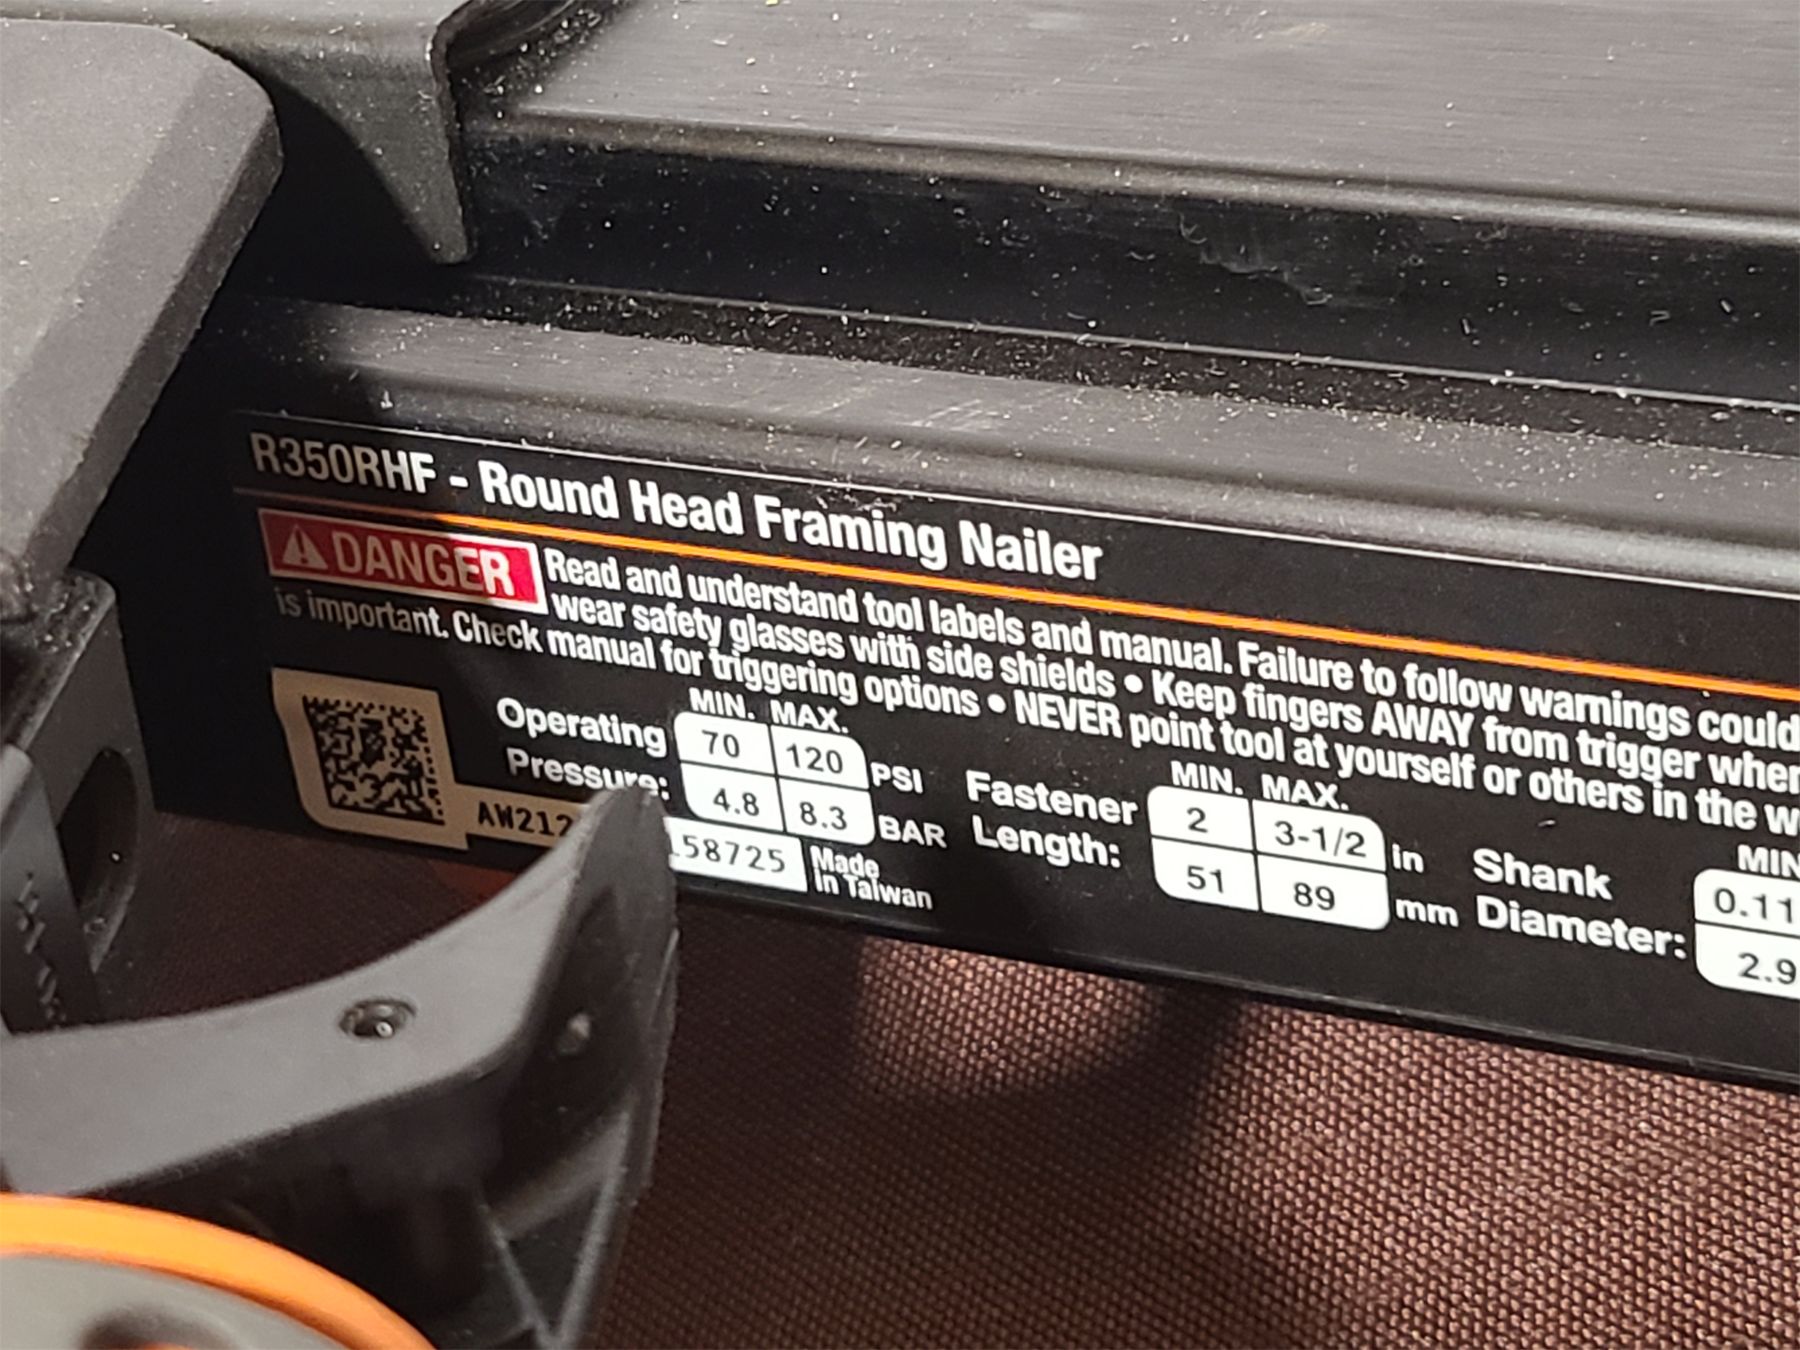 R350RHF - Round Head Framing Nailer
DANGER Read and understand tool labels and manual. Failure to follow warnings could
wear safety glasses with side shields • Keep fingers AWAY from trigger when
is important. Check manual for triggering options • NEVER point tool at yourself or others in the
MIN. MAX.
Operating Pressure:
70 120 PSI
4.8 8.3 BAR
MIN. MAX.
Fastener Length:
2 3-1/2 in
51 89 mm
MIN
Shank Diameter:
0.11
2.9
AW212
58725
Made
in Taiwan